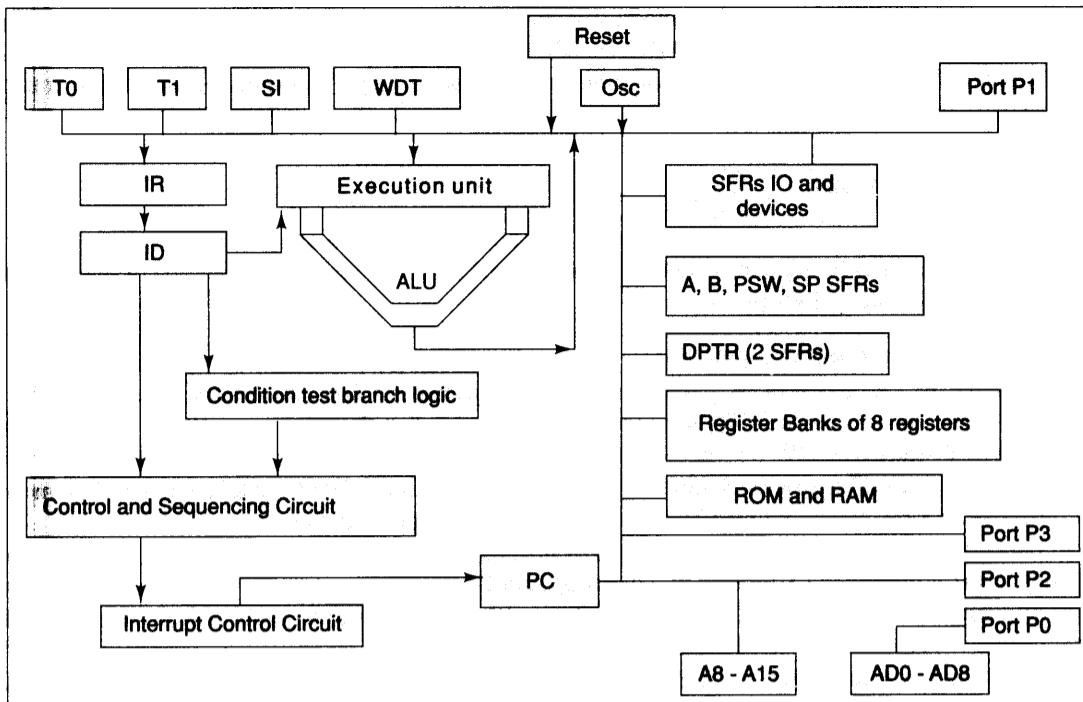 Reset
T0
T1
SI
WDT
Osc
Port P1
IR
Execution unit
SFRs IO and
devices
ID
ALU
A, B, PSW, SP SFRs
DPTR (2 SFRs)
Condition test branch logic
Register Banks of 8 registers
Control and Sequencing Circuit
ROM and RAM
Port P3
PC
Port P2
Interrupt Control Circuit
Port P0
A8 - A15
AD0 - AD8